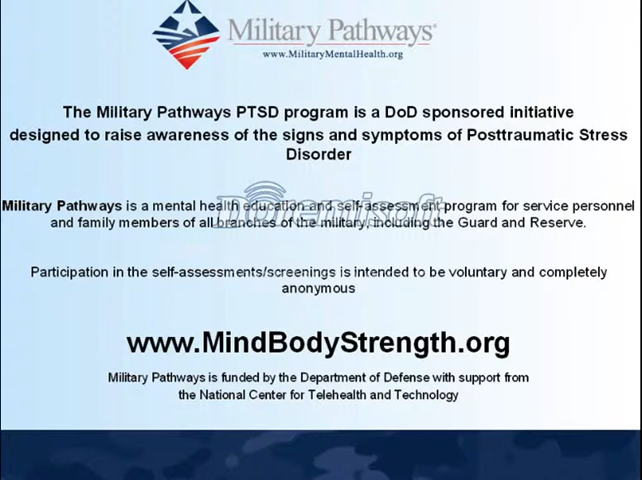 Military Pathways®
www.MilitaryMentalHealth.org
The Military Pathways PTSD program is a DoD sponsored initiative
designed to raise awareness of the signs and symptoms of Posttraumatic Stress
Disorder
Military Pathways is a mental health education and self-assessment program for service personnel
and family members of all branches of the military, including the Guard and Reserve.
Doremisoft
Participation in the self-assessments/screenings is intended to be voluntary and completely
anonymous
www.MindBodyStrength.org
Military Pathways is funded by the Department of Defense with support from
the National Center for Telehealth and Technology